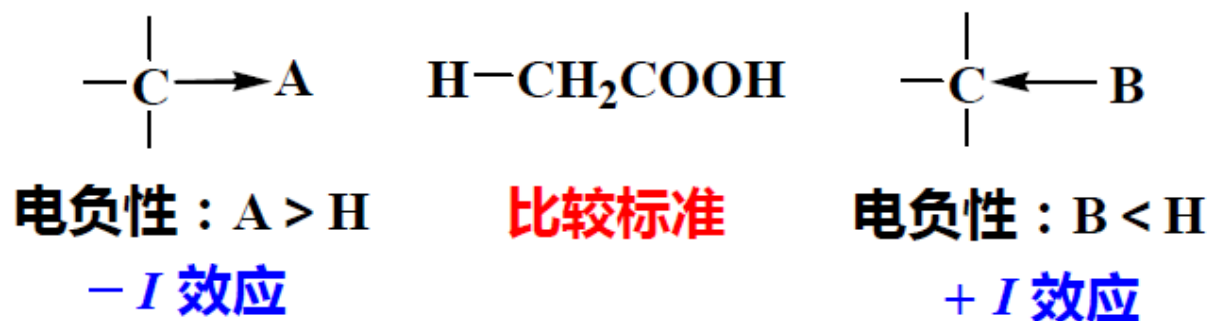 C A H-CH₂COOH C B
电负性：A > H 比较标准 电负性：B < H
- I 效应 + I 效应